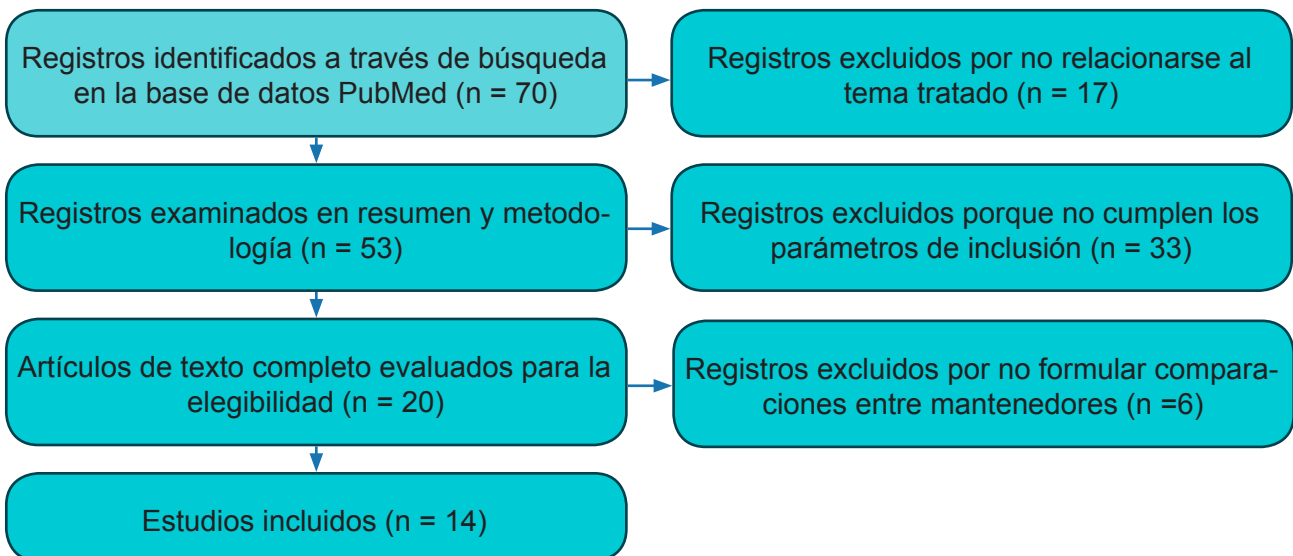 Registros identificados a través de búsqueda
en la base de datos PubMed (n = 70)
Registros excluidos por no relacionarse al
tema tratado (n = 17)
Registros examinados en resumen y metodo-
logía (n = 53)
Registros excluidos porque no cumplen los
parámetros de inclusión (n = 33)
Artículos de texto completo evaluados para la
elegibilidad (n = 20)
Registros excluidos por no formular compara-
ciones entre mantenedores (n =6)
Estudios incluidos (n = 14)